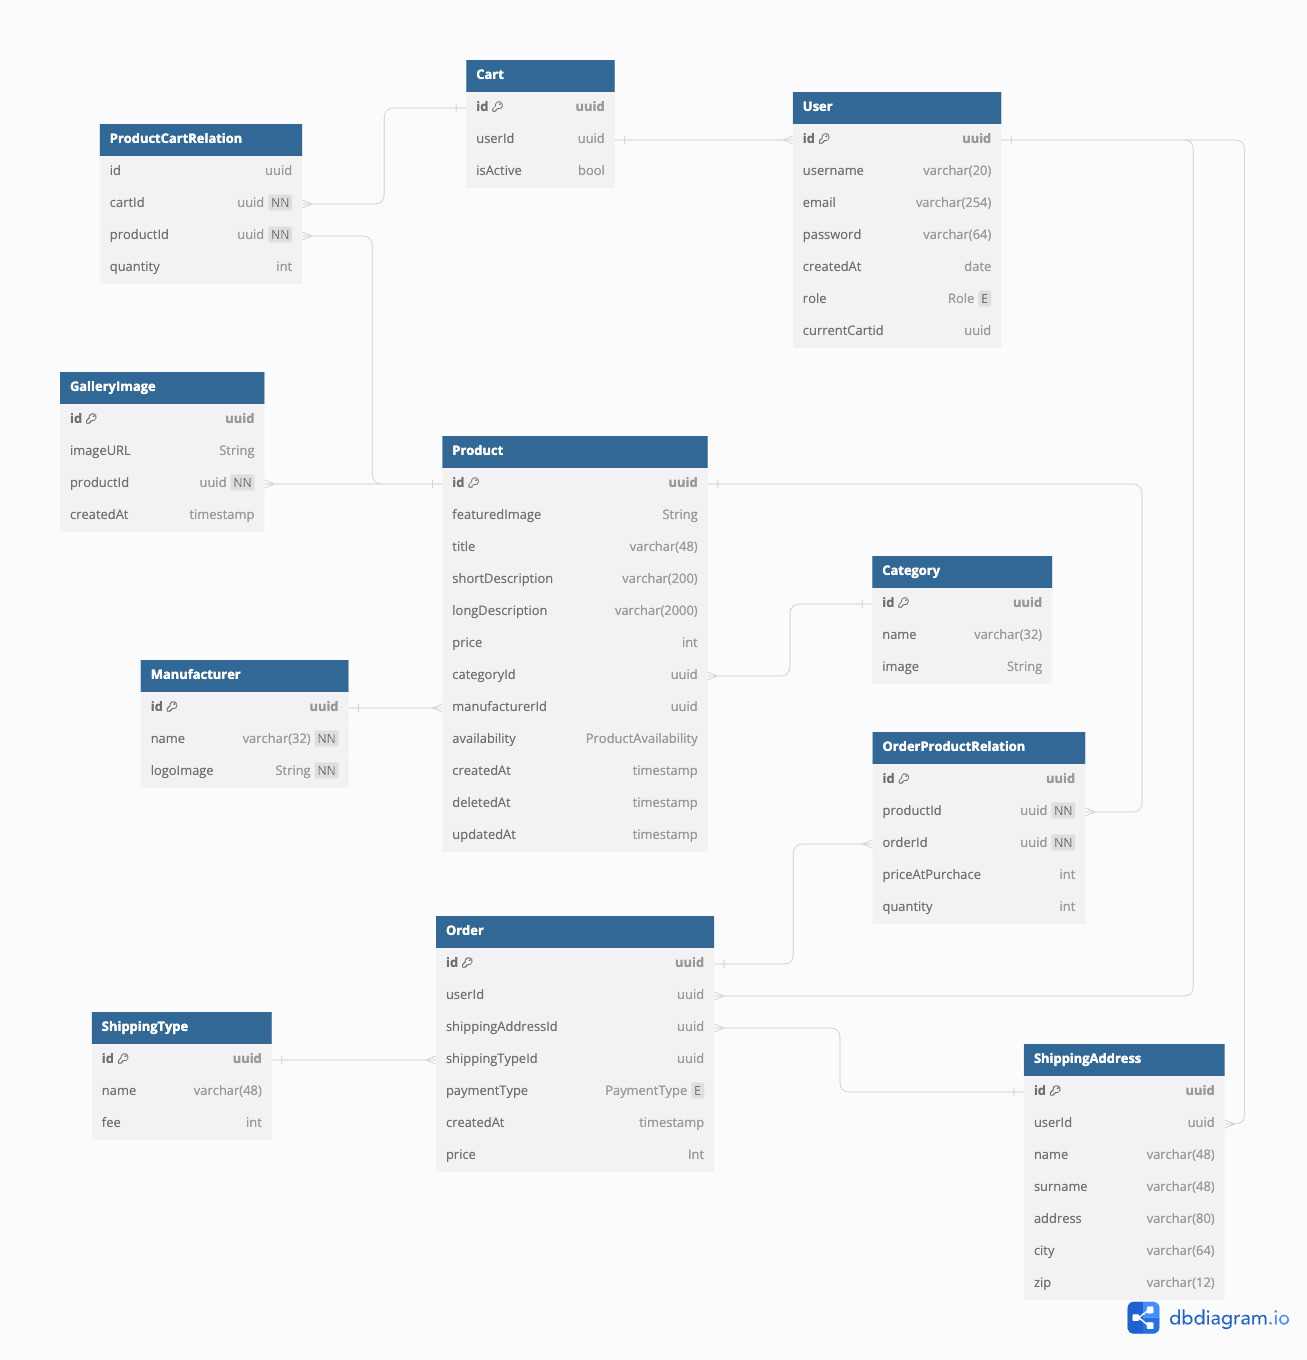 Cart
id uuid
userId uuid
isActive bool
User
id uuid
username varchar(20)
email varchar(254)
password varchar(64)
createdAt date
role Role E
currentCartid uuid
ProductCartRelation
id uuid
cartId uuid NN
productId uuid NN
quantity int
GalleryImage
id uuid
imageURL String
productId uuid NN
createdAt timestamp
Product
id uuid
featuredImage String
title varchar(48)
shortDescription varchar(200)
longDescription varchar(2000)
price int
categoryId uuid
manufacturerId uuid
availability ProductAvailability
createdAt timestamp
deletedAt timestamp
updatedAt timestamp
Category
id uuid
name varchar(32)
image String
Manufacturer
id uuid
name varchar(32) NN
logoImage String NN
OrderProductRelation
id uuid
productId uuid NN
orderId uuid NN
priceAtPurchace int
quantity int
Order
id uuid
userId uuid
shippingAddressId uuid
shippingTypeId uuid
paymentType PaymentType E
createdAt timestamp
price Int
ShippingType
id uuid
name varchar(48)
fee int
ShippingAddress
id uuid
userId uuid
name varchar(48)
surname varchar(48)
address varchar(80)
city varchar(64)
zip varchar(12)
dbdiagram.io